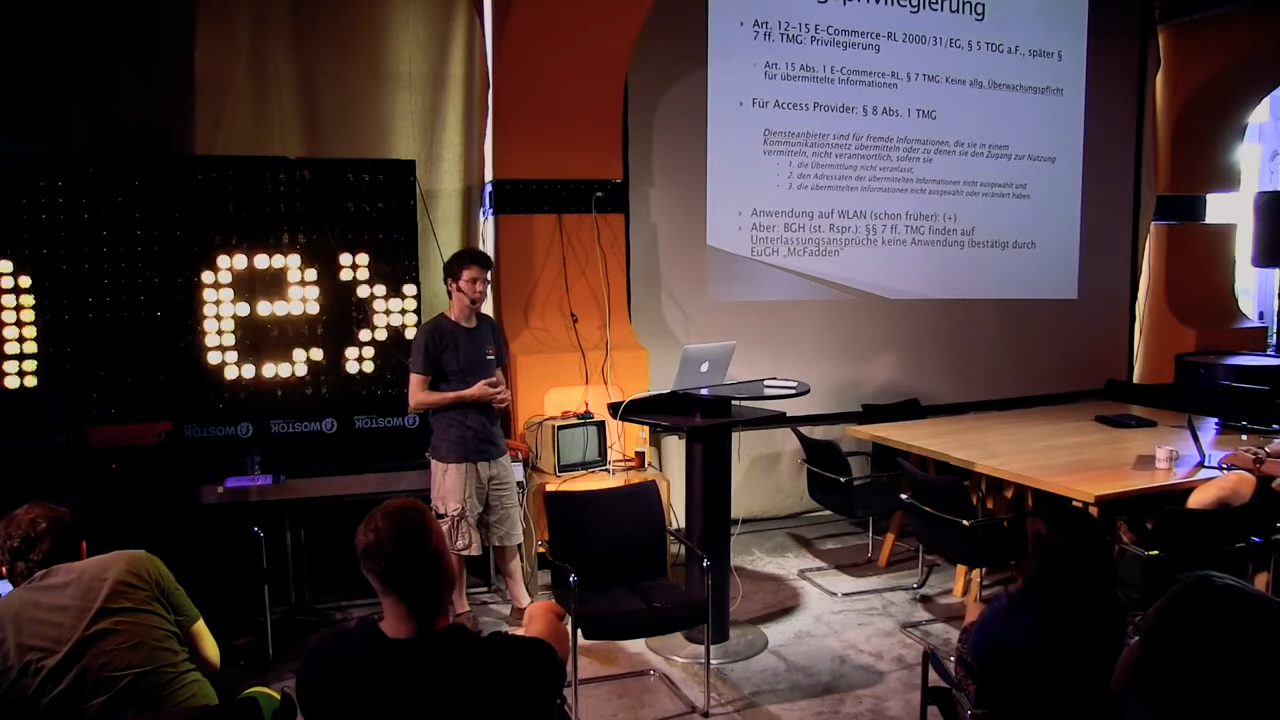 gsprivilegierung
Art. 12-15 E-Commerce-RL 2000/31/EG, § 5 TDG a.F., später §
7 ff. TMG: Privilegierung
Art. 15 Abs. 1 E-Commerce-RL, § 7 TMG: Keine allg. Überwachungspflicht
für übermittelte Informationen
Für Access Provider: § 8 Abs. 1 TMG
Diensteanbieter sind für fremde Informationen, die sie in einem
Kommunikationsnetz übermitteln oder zu denen sie den Zugang zur Nutzung
vermitteln, nicht verantwortlich, sofern sie
1. die Übermittlung nicht veranlasst,
2. den Adressaten der übermittelten Informationen nicht ausgewählt und
3. die übermittelten Informationen nicht ausgewählt oder verändert haben.
Anwendung auf WLAN (schon früher): (+)
Aber: BGH (st. Rspr.): §§ 7 ff. TMG finden auf
Unterlassungsansprüche keine Anwendung (bestätigt durch
EuGH „McFadden"
e
WOSTOK WOSTOK WOSTOK